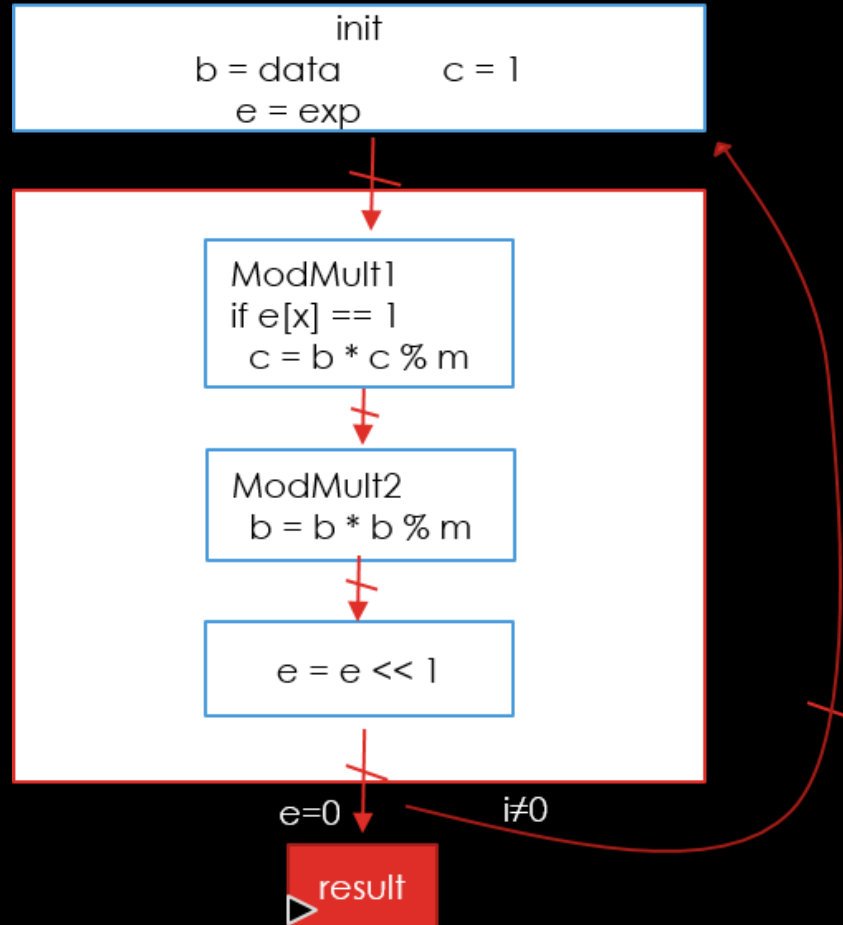 init
b = data c = 1
e = exp
ModMult1
if e[x] == 1
c = b * c % m
ModMult2
b = b * b % m
e = e << 1
e=0 i≠0
result